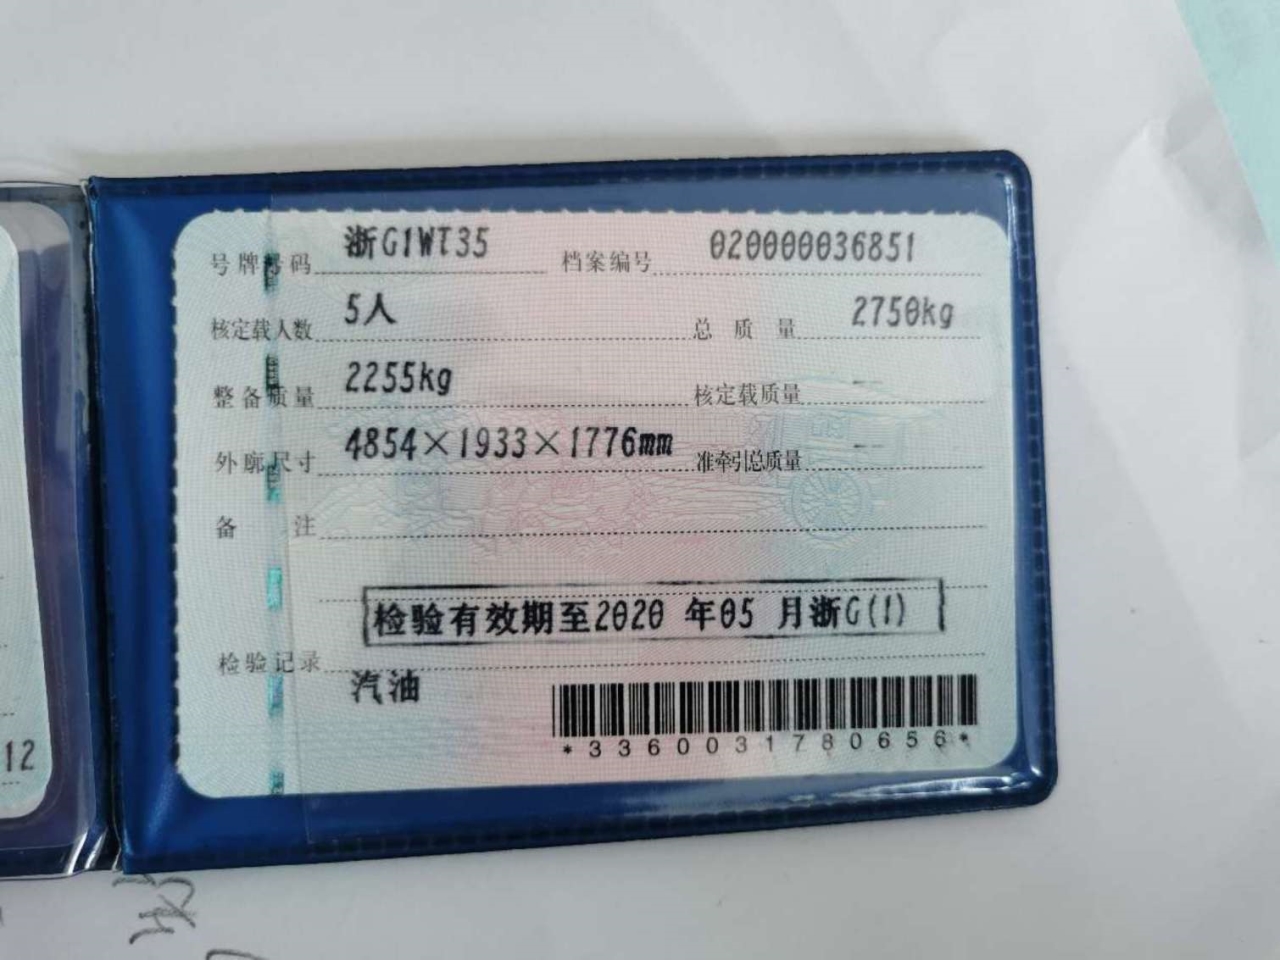 号牌号码 浙G1WT35 档案编号 020000036851
核定载人数 5人 总质量 2750kg
整备质量 2255kg 核定载质量 --
外廓尺寸 4854×1933×1776mm 准牵引总质量 --
备注
检验有效期至2020 年05 月浙G(1)
检验记录
汽油
*3360031780656*
12